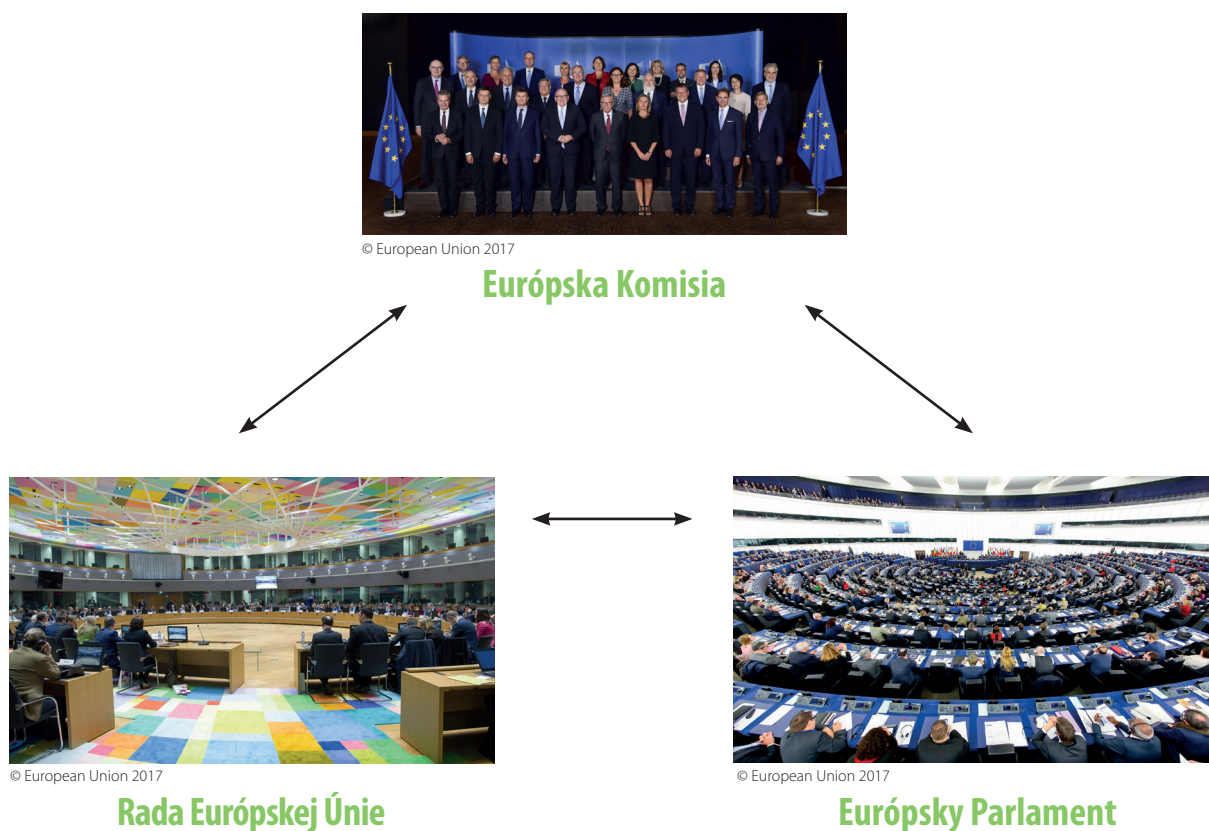 © European Union 2017
Európska Komisia
© European Union 2017
Rada Európskej Únie
© European Union 2017
Európsky Parlament